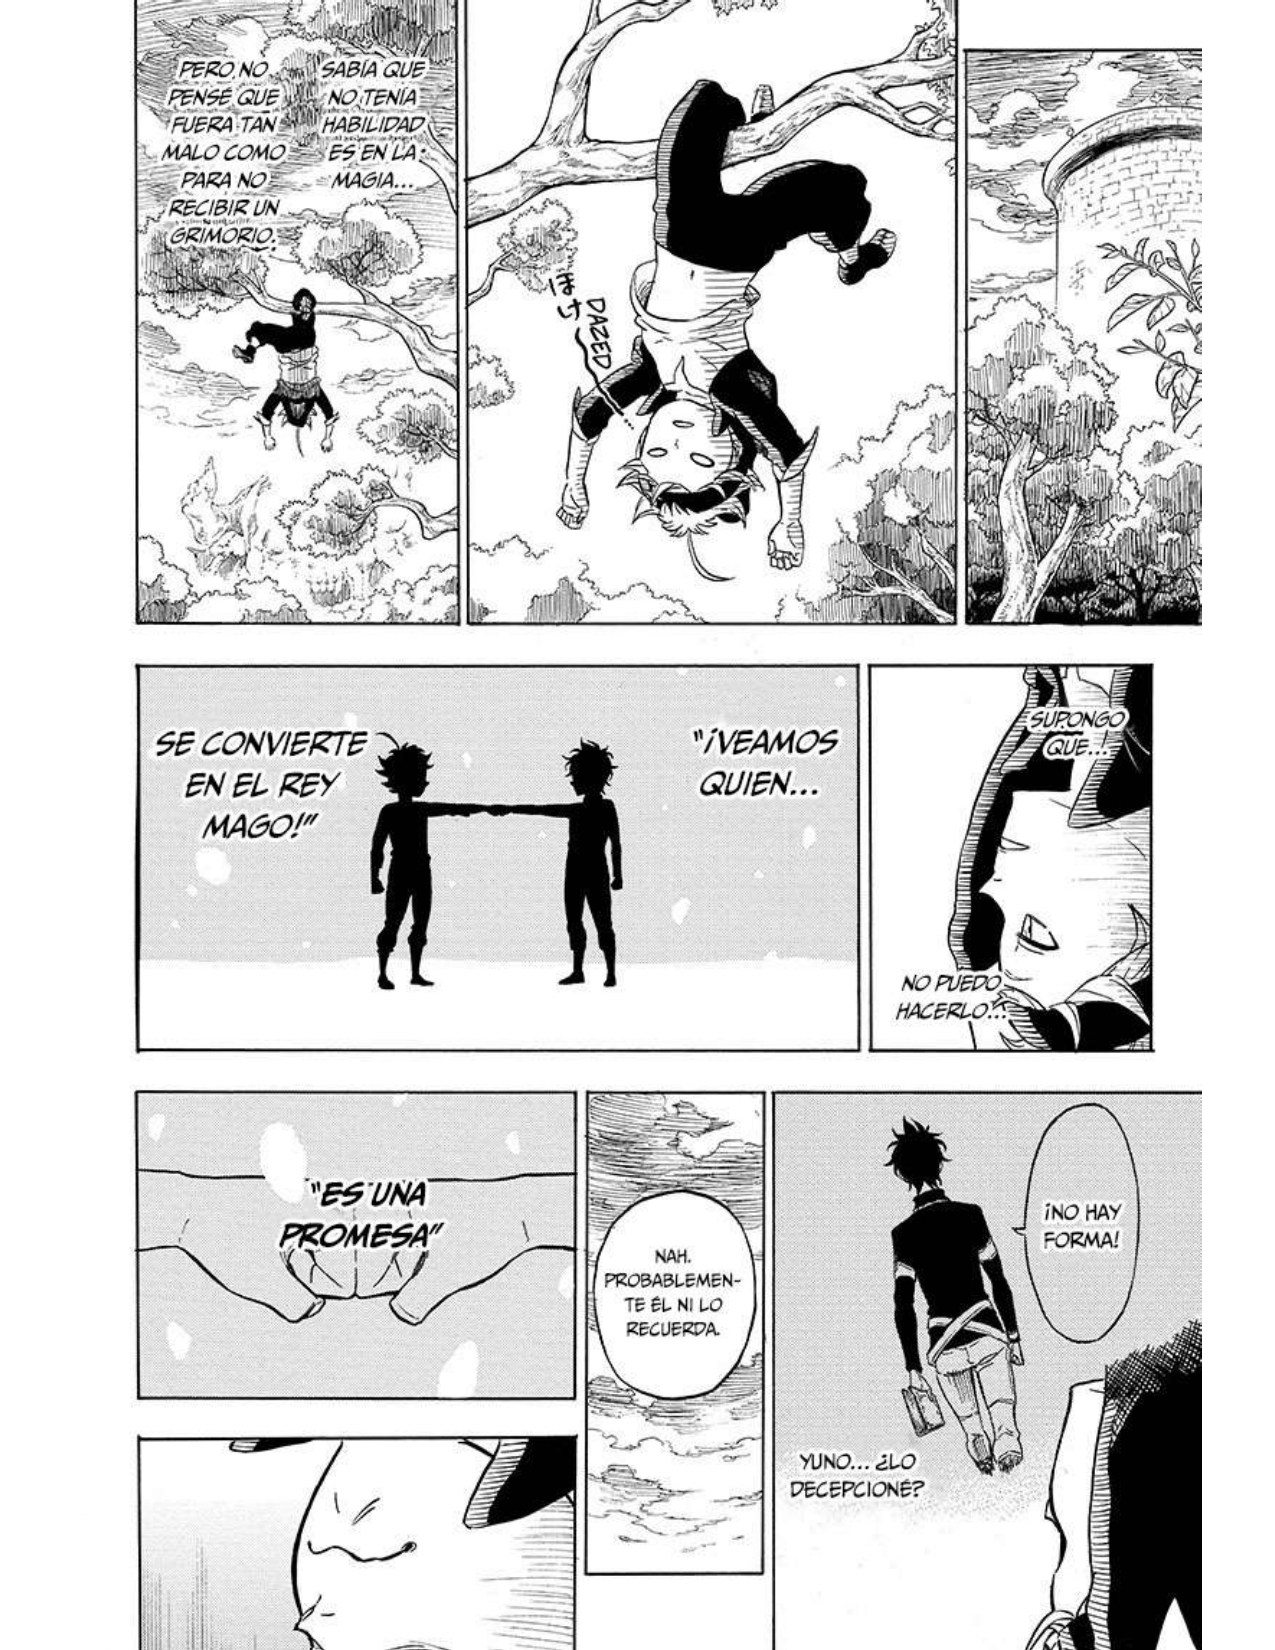 ほけ
DAZED
SABÍA QUE
NO TENÍA
HABILIDAD
ES EN LA
MAGIA...
PERO NO
PENSÉ QUE
FUERA TAN
MALO COMO
PARA NO
RECIBIR UN
GRIMORIO.
SUPONGO
QUE...
NO PUEDO
HACERLO...
"¡VEAMOS
QUIEN...
SE CONVIERTE
EN EL REY
MAGO!"
¡NO HAY
FORMA!
YUNO... ¿LO
DECEPCIONÉ?
NAH.
PROBABLEMEN-
TE ÉL NI LO
RECUERDA.
"ES UNA
PROMESA"